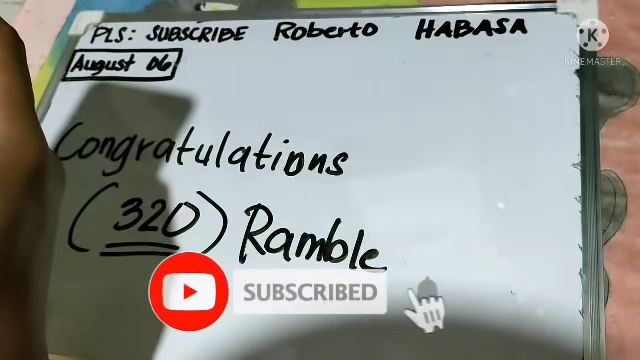 PLS: SUBSCRIBE Roberto HABASA
August 06
KINEMASTER
Congratulations
(320) Ramble
SUBSCRIBED